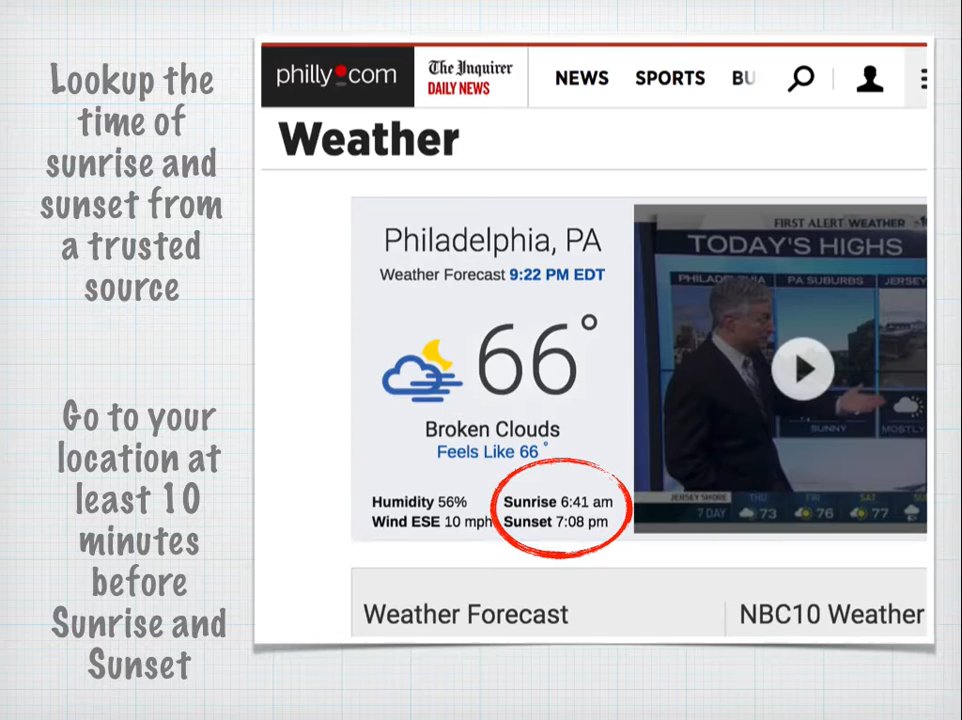 Lookup the
time of
sunrise and
sunset from
a trusted
source
Go to your
location at
least 10
minutes
before
Sunrise and
Sunset
philly.com
The Inquirer
DAILY NEWS
NEWS SPORTS BU
Weather
Philadelphia, PA
Weather Forecast 9:22 PM EDT
66°
Broken Clouds
Feels Like 66°
Humidity 56% Sunrise 6:41 am
Wind ESE 10 mph Sunset 7:08 pm
FIRST ALERT WEATHER
TODAY'S HIGHS
PA SUBURBS JERSEY
SUNNY MOSTLY
JERSEY SHORE THU FRI SAT
7 DAY 73 76 77
Weather Forecast NBC10 Weather